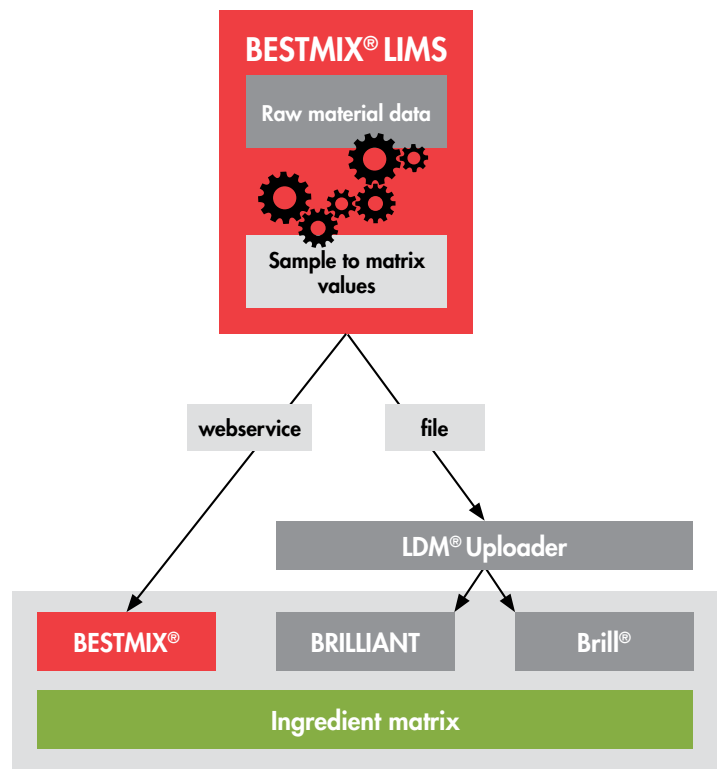 BESTMIX® LIMS
Raw material data
Sample to matrix
values
webservice
file
LDM® Uploader
BESTMIX®
BRILLIANT
Brill®
Ingredient matrix